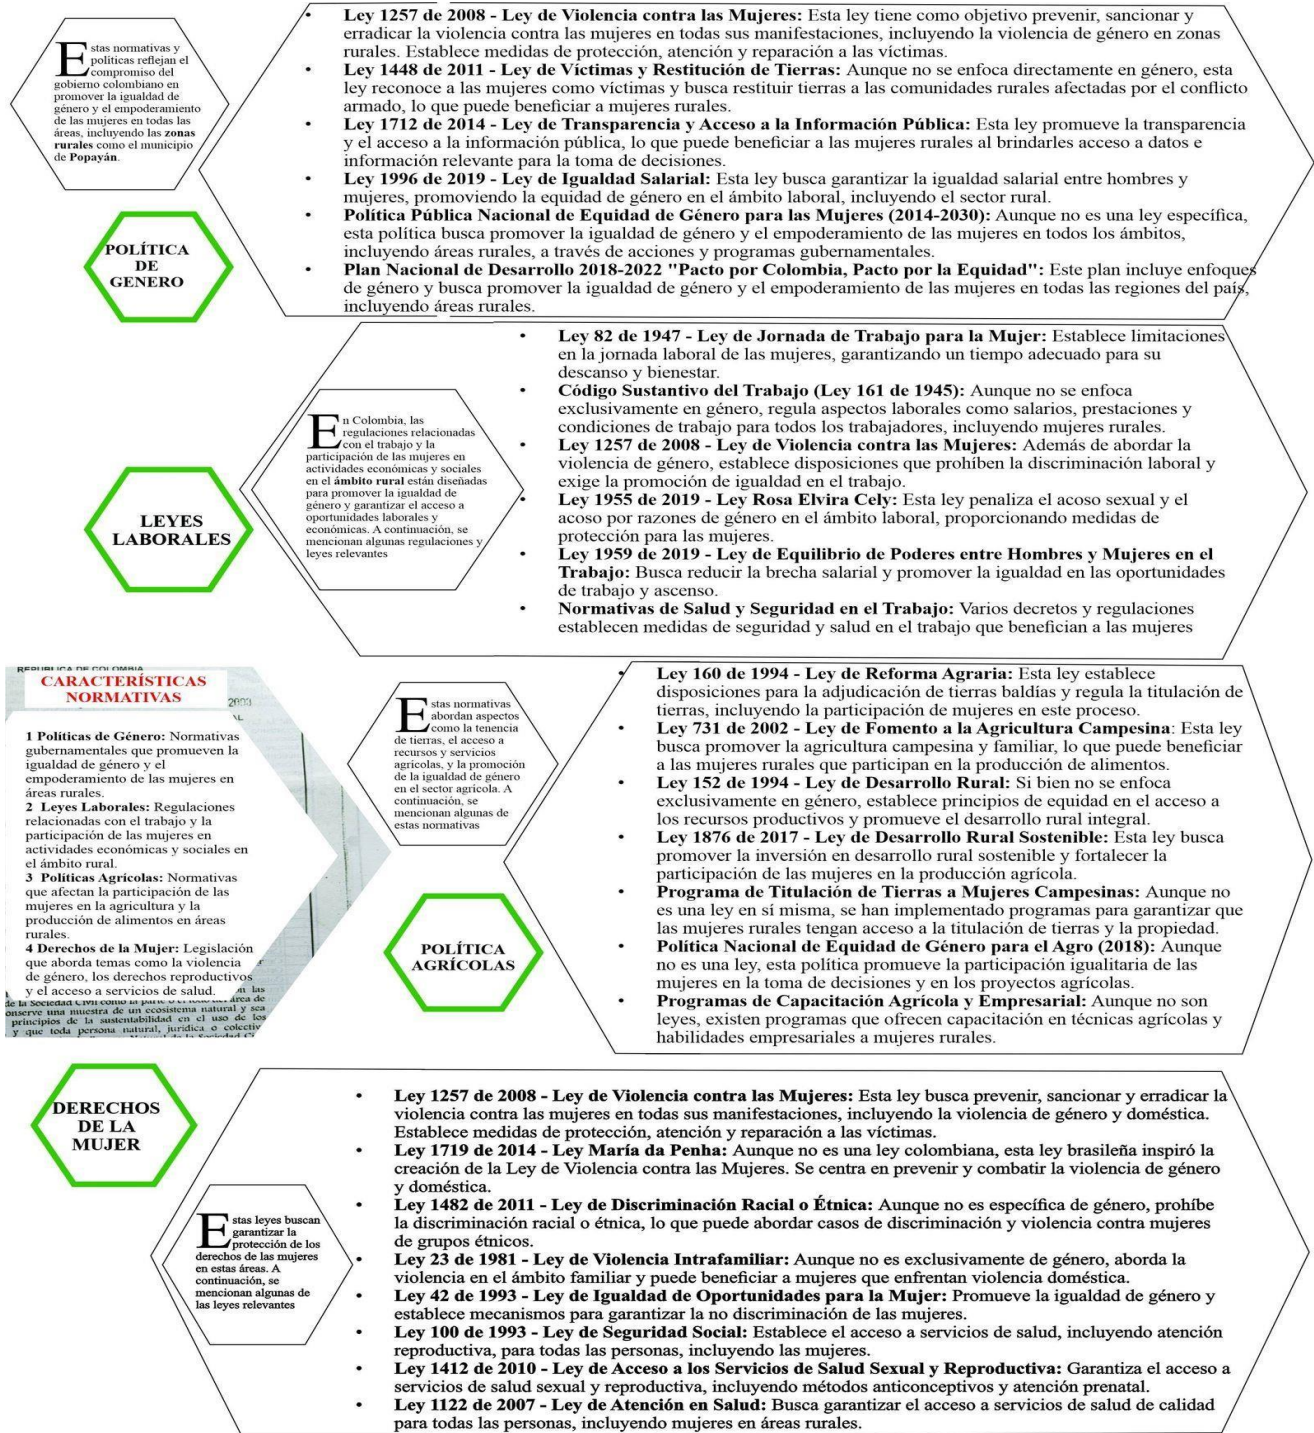 Estas normativas y
políticas reflejan el
compromiso del
gobierno colombiano en
promover la igualdad de
género y el empoderamiento
de las mujeres en todas las
áreas, incluyendo las zonas
rurales como el municipio
de Popayán.
POLÍTICA
DE
GENERO
• Ley 1257 de 2008 - Ley de Violencia contra las Mujeres: Esta ley tiene como objetivo prevenir, sancionar y
erradicar la violencia contra las mujeres en todas sus manifestaciones, incluyendo la violencia de género en zonas
rurales. Establece medidas de protección, atención y reparación a las víctimas.
• Ley 1448 de 2011 - Ley de Víctimas y Restitución de Tierras: Aunque no se enfoca directamente en género, esta
ley reconoce a las mujeres como víctimas y busca restituir tierras a las comunidades rurales afectadas por el conflicto
armado, lo que puede beneficiar a mujeres rurales.
• Ley 1712 de 2014 - Ley de Transparencia y Acceso a la Información Pública: Esta ley promueve la transparencia
y el acceso a la información pública, lo que puede beneficiar a las mujeres rurales al brindarles acceso a datos e
información relevante para la toma de decisiones.
• Ley 1996 de 2019 - Ley de Igualdad Salarial: Esta ley busca garantizar la igualdad salarial entre hombres y
mujeres, promoviendo la equidad de género en el ámbito laboral, incluyendo el sector rural.
• Política Pública Nacional de Equidad de Género para las Mujeres (2014-2030): Aunque no es una ley específica,
esta política busca promover la igualdad de género y el empoderamiento de las mujeres en todos los ámbitos,
incluyendo áreas rurales, a través de acciones y programas gubernamentales.
• Plan Nacional de Desarrollo 2018-2022 "Pacto por Colombia, Pacto por la Equidad": Este plan incluye enfoques
de género y busca promover la igualdad de género y el empoderamiento de las mujeres en todas las regiones del país,
incluyendo áreas rurales.
LEYES
LABORALES
En Colombia, las
regulaciones relacionadas
con el trabajo y la
participación de las mujeres en
actividades económicas y sociales
en el ámbito rural están diseñadas
para promover la igualdad de
género y garantizar el acceso a
oportunidades laborales y
económicas. A continuación, se
mencionan algunas regulaciones y
leyes relevantes
• Ley 82 de 1947 - Ley de Jornada de Trabajo para la Mujer: Establece limitaciones
en la jornada laboral de las mujeres, garantizando un tiempo adecuado para su
descanso y bienestar.
• Código Sustantivo del Trabajo (Ley 161 de 1945): Aunque no se enfoca
exclusivamente en género, regula aspectos laborales como salarios, prestaciones y
condiciones de trabajo para todos los trabajadores, incluyendo mujeres rurales.
• Ley 1257 de 2008 - Ley de Violencia contra las Mujeres: Además de abordar la
violencia de género, establece disposiciones que prohíben la discriminación laboral y
exige la promoción de igualdad en el trabajo.
• Ley 1955 de 2019 - Ley Rosa Elvira Cely: Esta ley penaliza el acoso sexual y el
acoso por razones de género en el ámbito laboral, proporcionando medidas de
protección para las mujeres.
• Ley 1959 de 2019 - Ley de Equilibrio de Poderes entre Hombres y Mujeres en el
Trabajo: Busca reducir la brecha salarial y promover la igualdad en las oportunidades
de trabajo y ascenso.
• Normativas de Salud y Seguridad en el Trabajo: Varios decretos y regulaciones
establecen medidas de seguridad y salud en el trabajo que benefician a las mujeres
REPUBLICA DE COLOMBIA
CARACTERÍSTICAS
NORMATIVAS
1 Políticas de Género: Normativas
gubernamentales que promueven la
igualdad de género y el
empoderamiento de las mujeres en
áreas rurales.
2 Leyes Laborales: Regulaciones
relacionadas con el trabajo y la
participación de las mujeres en
actividades económicas y sociales en
el ámbito rural.
3 Políticas Agrícolas: Normativas
que afectan la participación de las
mujeres en la agricultura y la
producción de alimentos en áreas
rurales.
4 Derechos de la Mujer: Legislación
que aborda temas como la violencia
de género, los derechos reproductivos
y el acceso a servicios de salud.
de la Sociedad Civil como la parte o el todo del área de
conserve una muestra de un ecosistema natural y sea
principios de la sustentabilidad en el uso de los
y que toda persona natural, jurídica o colectiv
Estas normativas
abordan aspectos
como la tenencia
de tierras, el acceso a
recursos y servicios
agrícolas, y la promoción
de la igualdad de género
en el sector agrícola. A
continuación, se
mencionan algunas de
estas normativas
POLÍTICA
AGRÍCOLAS
• Ley 160 de 1994 - Ley de Reforma Agraria: Esta ley establece
disposiciones para la adjudicación de tierras baldías y regula la titulación de
tierras, incluyendo la participación de mujeres en este proceso.
• Ley 731 de 2002 - Ley de Fomento a la Agricultura Campesina: Esta ley
busca promover la agricultura campesina y familiar, lo que puede beneficiar
a las mujeres rurales que participan en la producción de alimentos.
• Ley 152 de 1994 - Ley de Desarrollo Rural: Si bien no se enfoca
exclusivamente en género, establece principios de equidad en el acceso a
los recursos productivos y promueve el desarrollo rural integral.
• Ley 1876 de 2017 - Ley de Desarrollo Rural Sostenible: Esta ley busca
promover la inversión en desarrollo rural sostenible y fortalecer la
participación de las mujeres en la producción agrícola.
• Programa de Titulación de Tierras a Mujeres Campesinas: Aunque no
es una ley en sí misma, se han implementado programas para garantizar que
las mujeres rurales tengan acceso a la titulación de tierras y la propiedad.
• Política Nacional de Equidad de Género para el Agro (2018): Aunque
no es una ley, esta política promueve la participación igualitaria de las
mujeres en la toma de decisiones y en los proyectos agrícolas.
• Programas de Capacitación Agrícola y Empresarial: Aunque no son
leyes, existen programas que ofrecen capacitación en técnicas agrícolas y
habilidades empresariales a mujeres rurales.
DERECHOS
DE LA
MUJER
Estas leyes buscan
garantizar la
protección de los
derechos de las mujeres
en estas áreas. A
continuación, se
mencionan algunas de
las leyes relevantes
• Ley 1257 de 2008 - Ley de Violencia contra las Mujeres: Esta ley busca prevenir, sancionar y erradicar la
violencia contra las mujeres en todas sus manifestaciones, incluyendo la violencia de género y doméstica.
Establece medidas de protección, atención y reparación a las víctimas.
• Ley 1719 de 2014 - Ley María da Penha: Aunque no es una ley colombiana, esta ley brasileña inspiró la
creación de la Ley de Violencia contra las Mujeres. Se centra en prevenir y combatir la violencia de género
y doméstica.
• Ley 1482 de 2011 - Ley de Discriminación Racial o Étnica: Aunque no es específica de género, prohíbe
la discriminación racial o étnica, lo que puede abordar casos de discriminación y violencia contra mujeres
de grupos étnicos.
• Ley 23 de 1981 - Ley de Violencia Intrafamiliar: Aunque no es exclusivamente de género, aborda la
violencia en el ámbito familiar y puede beneficiar a mujeres que enfrentan violencia doméstica.
• Ley 42 de 1993 - Ley de Igualdad de Oportunidades para la Mujer: Promueve la igualdad de género y
establece mecanismos para garantizar la no discriminación de las mujeres.
• Ley 100 de 1993 - Ley de Seguridad Social: Establece el acceso a servicios de salud, incluyendo atención
reproductiva, para todas las personas, incluyendo las mujeres.
• Ley 1412 de 2010 - Ley de Acceso a los Servicios de Salud Sexual y Reproductiva: Garantiza el acceso a
servicios de salud sexual y reproductiva, incluyendo métodos anticonceptivos y atención prenatal.
• Ley 1122 de 2007 - Ley de Atención en Salud: Busca garantizar el acceso a servicios de salud de calidad
para todas las personas, incluyendo mujeres en áreas rurales.